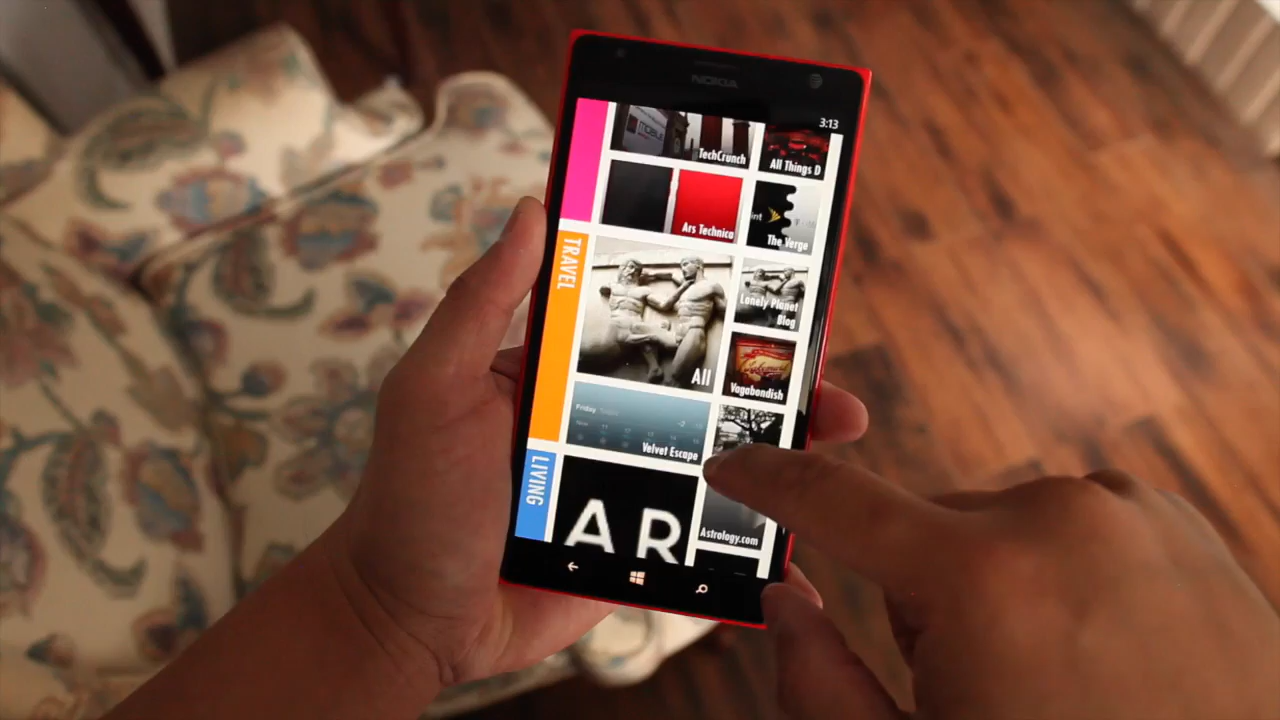 NOKIA
3:13
TechCrunch
All Things D
Ars Technica
The Verge
TRAVEL
All
Lonely Planet
Blog
Vagabondish
Friday
Velvet Escape
LIVING
AR
Astrology.com